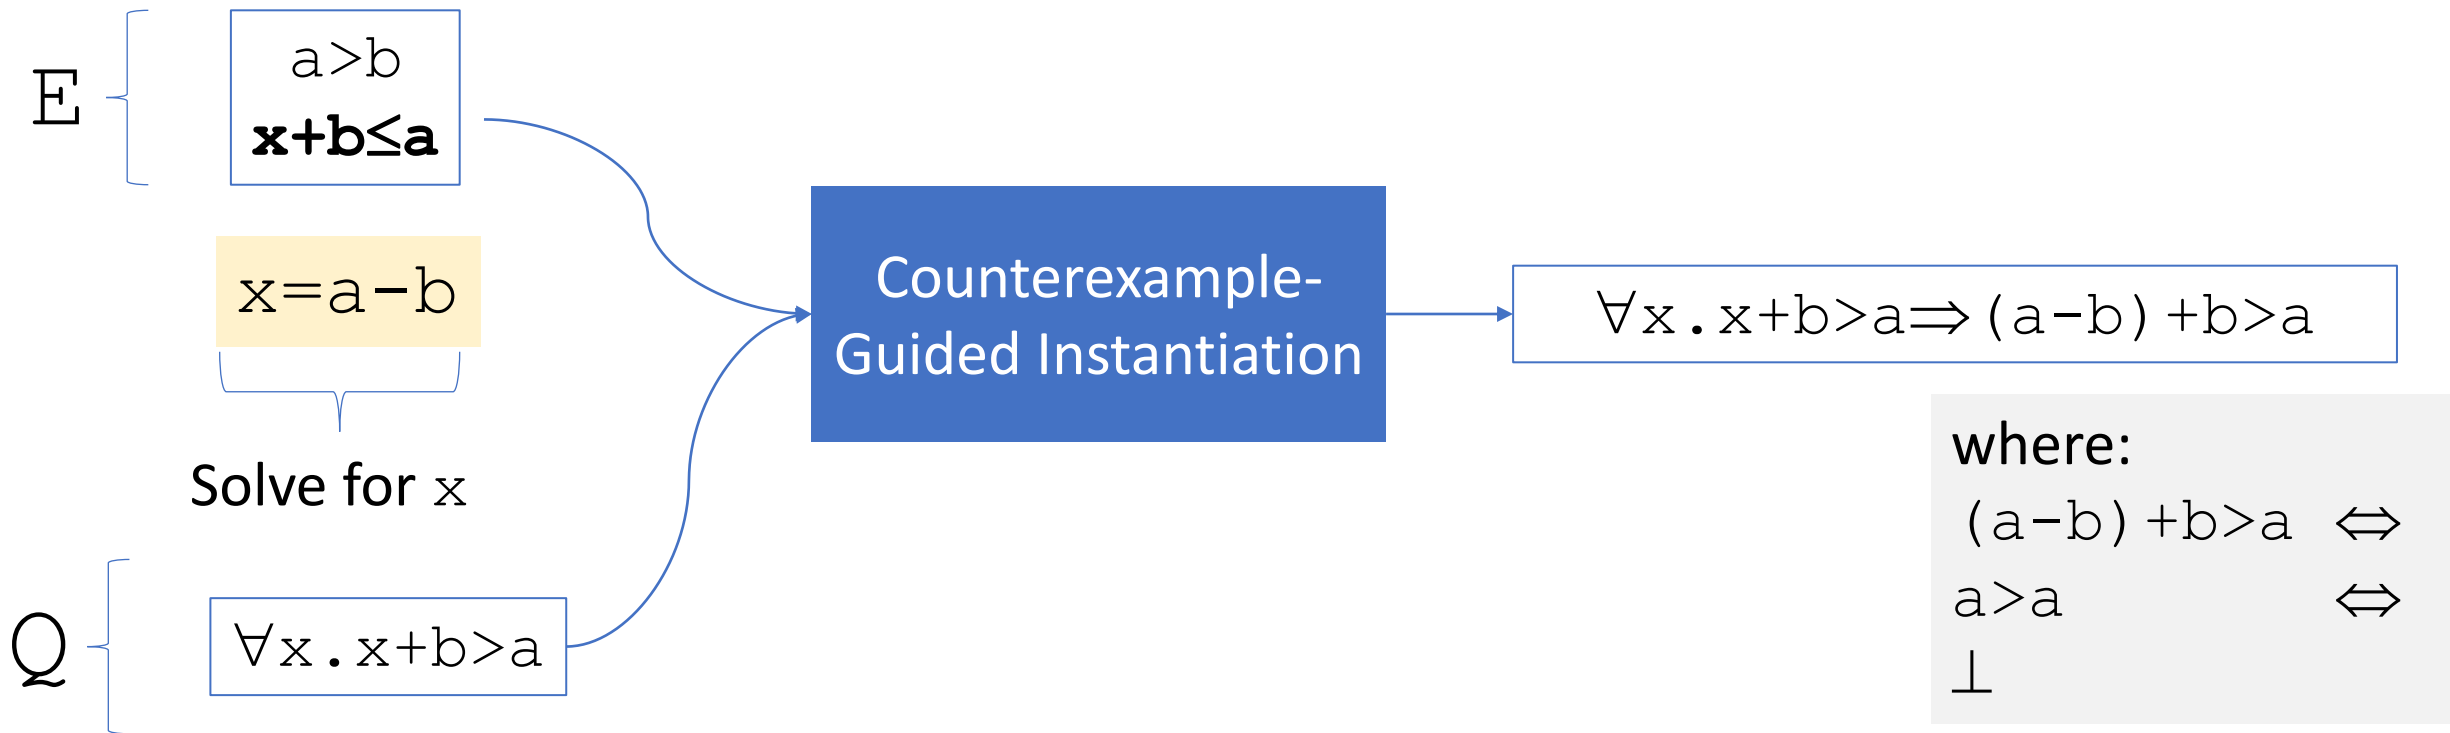 E
a>b
x+b≤a
x=a-b
Solve for x
Q
∀x.x+b>a
Counterexample-
Guided Instantiation
∀x.x+b>a⇒(a-b)+b>a
where:
(a-b)+b>a ⇔
a>a ⇔
⊥